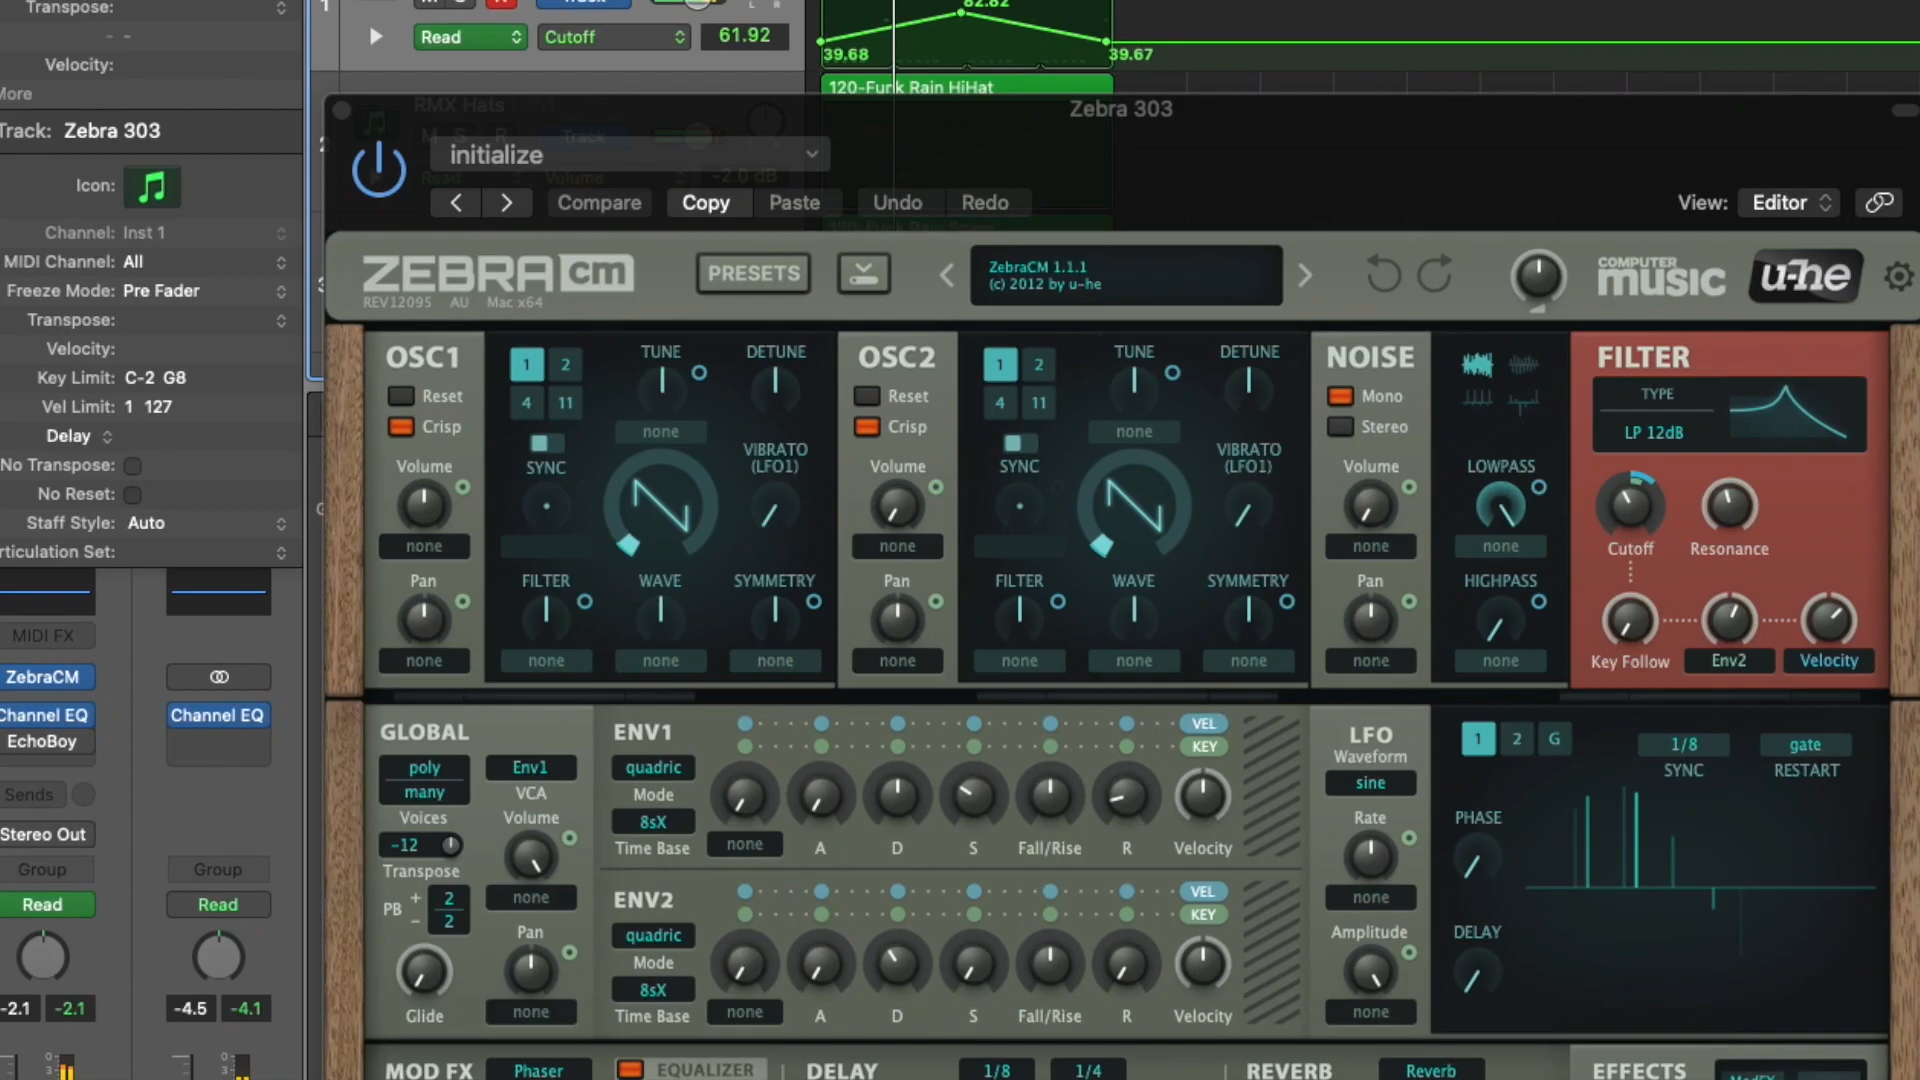 Transpose:
- -
Velocity:
More
Track: Zebra 303
Icon:
Channel: Inst 1
MIDI Channel: All
Freeze Mode: Pre Fader
Transpose:
Velocity:
Key Limit: C-2 G8
Vel Limit: 1 127
Delay
No Transpose:
No Reset:
Staff Style: Auto
rticulation Set:
MIDI FX
ZebraCM
Channel EQ
Channel EQ
EchoBoy
Sends
Stereo Out
Group
Group
Read
Read
-2.1 -2.1
-4.5 -4.1
1
Track
L R
Read
Cutoff
61.92
39.68
82.82
39.67
120-Funk Rain HiHat
RMX Hats
M S R
Track
Read
Volume
-2.0 dB
Zebra 303
initialize
Compare
Copy
Paste
Undo
Redo
View: Editor
ZEBRA cm
REV12095 AU Mac x64
PRESETS
ZebraCM 1.1.1
(c) 2012 by u-he
COMPUTER
music
u-he
OSC1
Reset
Crisp
Volume
none
Pan
none
1 2
4 11
SYNC
TUNE
none
DETUNE
VIBRATO
(LFO1)
FILTER
none
WAVE
none
SYMMETRY
none
OSC2
Reset
Crisp
Volume
none
Pan
none
1 2
4 11
SYNC
TUNE
none
DETUNE
VIBRATO
(LFO1)
FILTER
none
WAVE
none
SYMMETRY
none
NOISE
Mono
Stereo
Volume
none
Pan
none
LOWPASS
none
HIGHPASS
none
FILTER
TYPE
LP 12dB
Cutoff
Resonance
Key Follow
Env2
Velocity
GLOBAL
poly
many
Voices
-12
Transpose
PB + 2
- 2
Glide
Env1
VCA
Volume
none
Pan
none
ENV1
quadric
Mode
8sX
Time Base
none
A
D
S
Fall/Rise
R
VEL
KEY
Velocity
ENV2
quadric
Mode
8sX
Time Base
none
A
D
S
Fall/Rise
R
VEL
KEY
Velocity
LFO
Waveform
sine
Rate
none
Amplitude
none
1 2 G
1/8
SYNC
gate
RESTART
PHASE
DELAY
MOD FX
Phaser
EQUALIZER
DELAY
1/8
1/4
REVERB
Reverb
EFFECTS